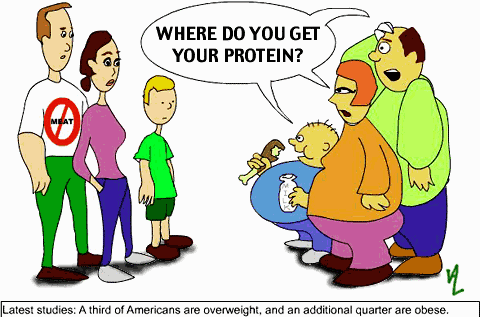 WHERE DO YOU GET
YOUR PROTEIN?
MEAT
Latest studies: A third of Americans are overweight, and an additional quarter are obese.